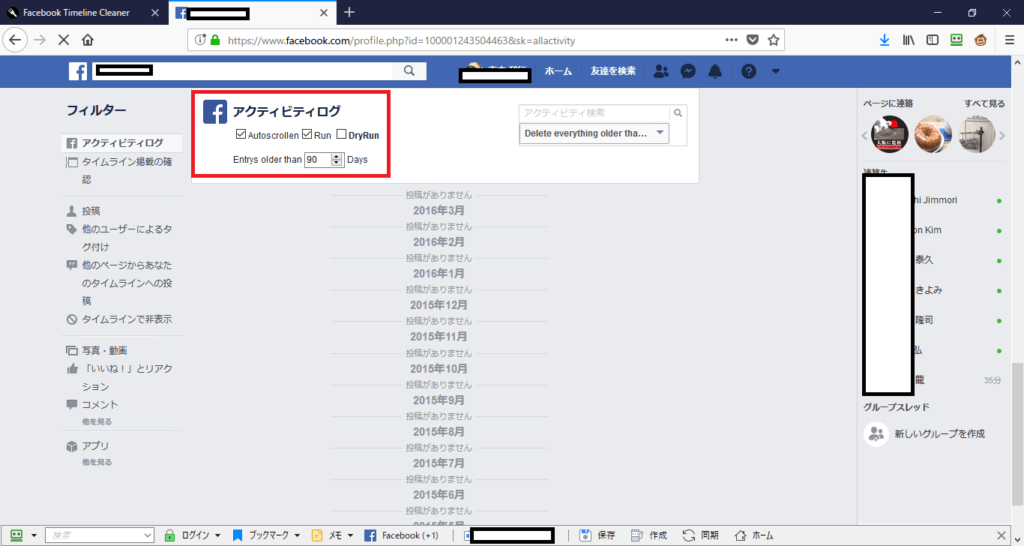 Facebook Timeline Cleaner
https://www.facebook.com/profile.php?id=100001243504463&sk=allactivity
ホーム
友達を検索
フィルター
アクティビティログ
タイムライン掲載の確
認
投稿
他のユーザーによるタ
グ付け
他のページからあなた
のタイムラインへの投
稿
タイムラインで非表示
写真・動画
「いいね！」とリアク
ション
コメント
他を見る
アプリ
他を見る
アクティビティログ
Autoscrollen Run DryRun
Entrys older than 90 Days
アクティビティ検索
Delete everything older tha...
投稿がありません
2016年3月
投稿がありません
2016年2月
投稿がありません
2016年1月
投稿がありません
2015年12月
投稿がありません
2015年11月
投稿がありません
2015年10月
投稿がありません
2015年9月
投稿がありません
2015年8月
投稿がありません
2015年7月
投稿がありません
2015年6月
投稿がありません
ページに連絡 すべて見る
hi Jimmori
on Kim
泰久
きよみ
隆司
弘
龍 35分
グループスレッド
新しいグループを作成
検索 ログイン ブックマーク メモ Facebook (+1) 保存 作成 同期 ホーム